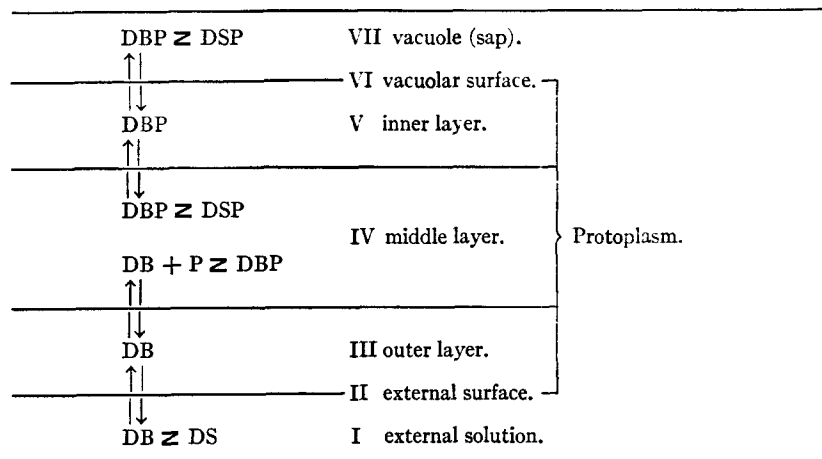 DBP ⇄ DSP VII vacuole (sap).
↑↓
VI vacuolar surface.
DBP V inner layer.
↑↓
DBP ⇄ DSP
IV middle layer. Protoplasm.
DB + P ⇄ DBP
↑↓
DB III outer layer.
↑↓
II external surface.
DB ⇄ DS I external solution.